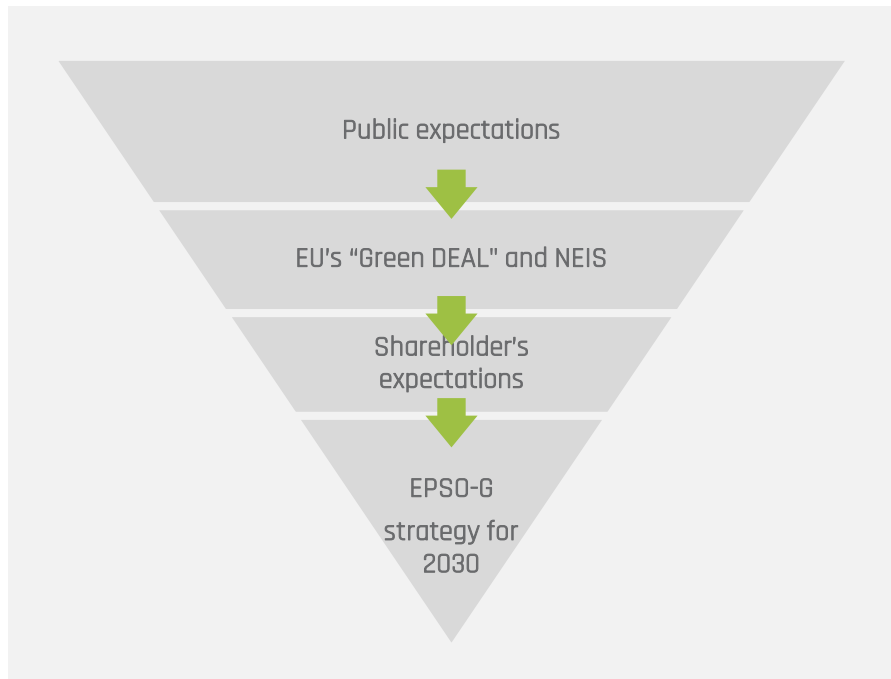 Public expectations
EU's “Green DEAL" and NEIS
Shareholder's
expectations
EPSO-G
strategy for
2030